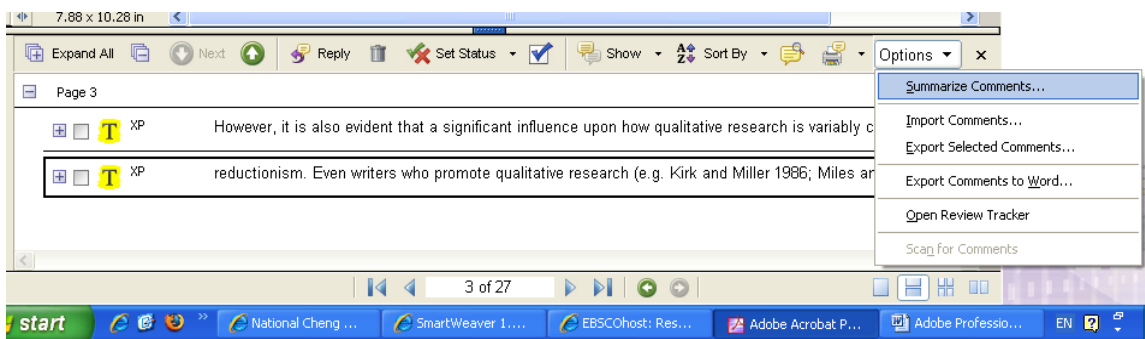 7.88 x 10.28 in
Expand All Next Reply Set Status Show Sort By Options
Page 3
XP However, it is also evident that a significant influence upon how qualitative research is variably c
XP reductionism. Even writers who promote qualitative research (e.g. Kirk and Miller 1986; Miles ar
Summarize Comments...
Import Comments...
Export Selected Comments...
Export Comments to Word...
Open Review Tracker
Scan for Comments
3 of 27
start National Cheng ... SmartWeaver 1.... EBSCOhost: Res... Adobe Acrobat P... Adobe Professio... EN